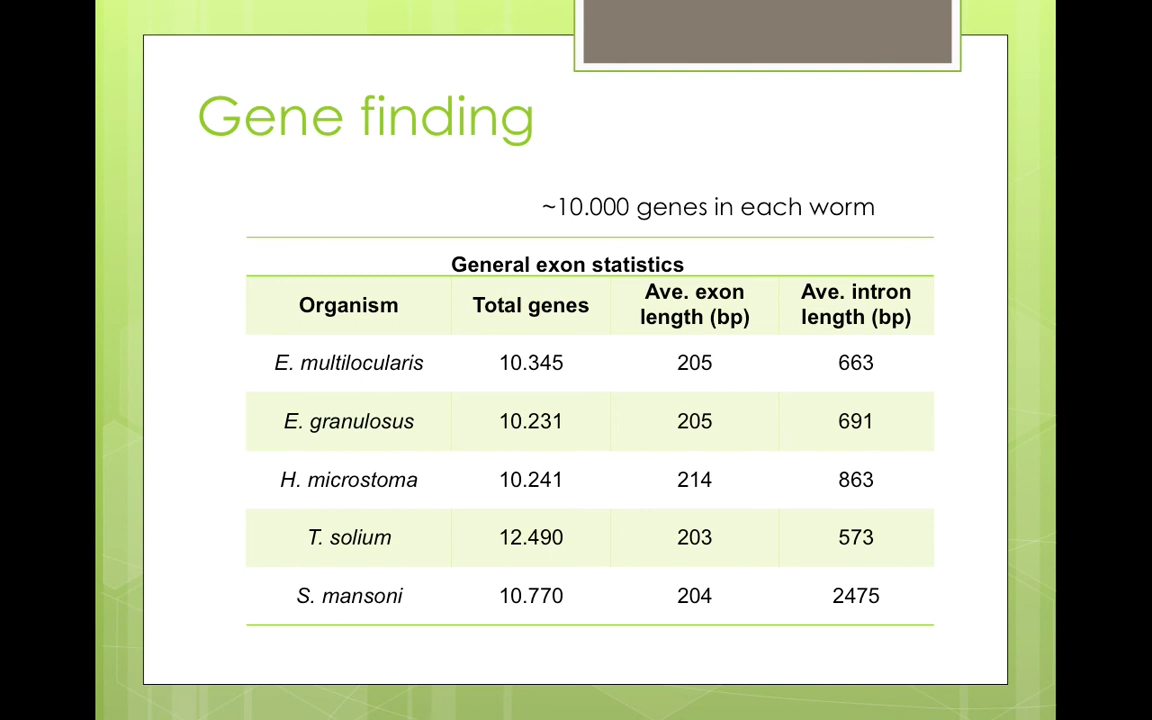 Gene finding
~10.000 genes in each worm
General exon statistics
Organism Total genes Ave. exon length (bp) Ave. intron length (bp)
E. multilocularis 10.345 205 663
E. granulosus 10.231 205 691
H. microstoma 10.241 214 863
T. solium 12.490 203 573
S. mansoni 10.770 204 2475